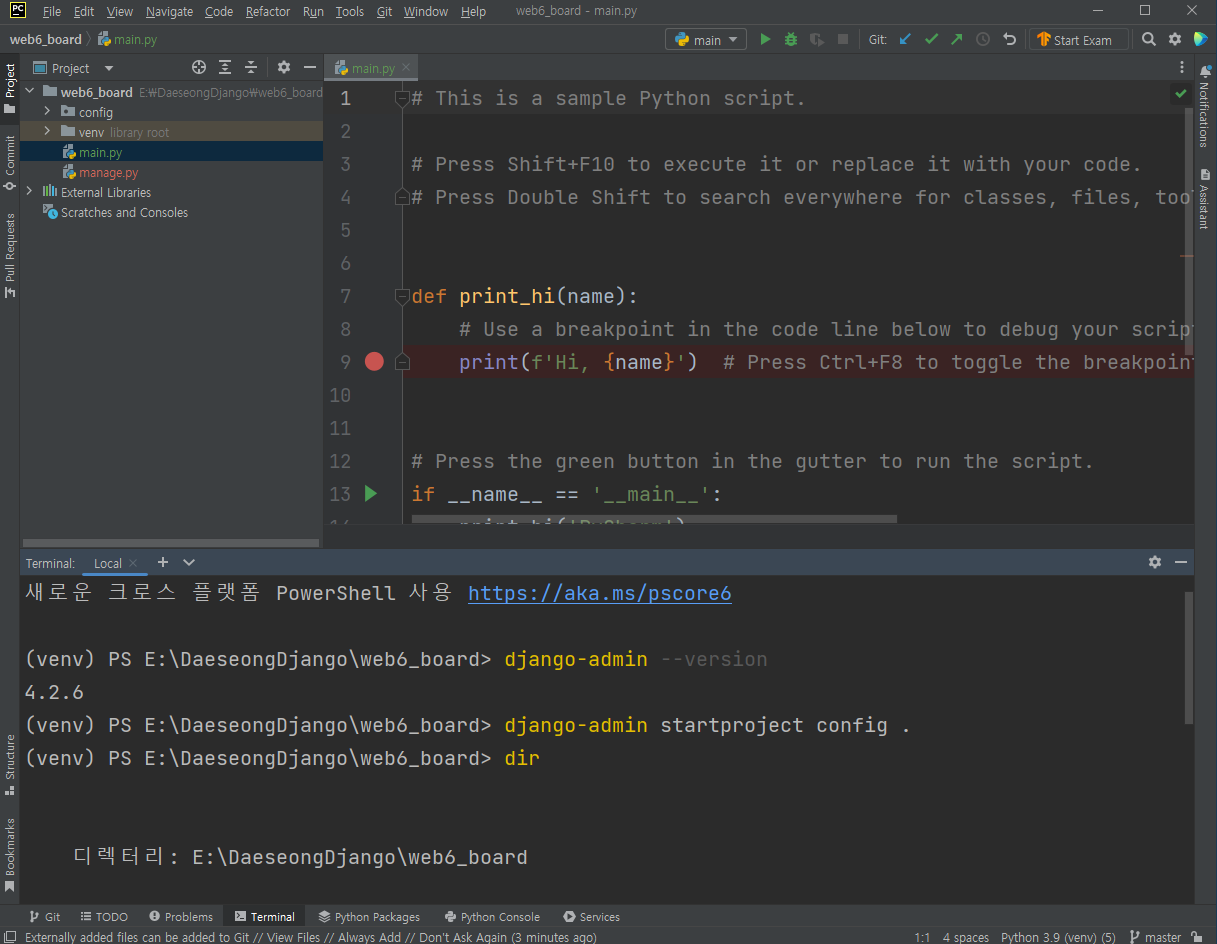 PC File Edit View Navigate Code Refactor Run Tools Git Window Help web6_board - main.py
web6_board main.py main Git: Start Exam
Project
main.py
web6_board E:₩DaeseongDjango₩web6_board
config
venv library root
main.py
manage.py
External Libraries
Scratches and Consoles
Project
Commit
Pull Requests
Structure
Bookmarks
1 # This is a sample Python script.
2
3 # Press Shift+F10 to execute it or replace it with your code.
4 # Press Double Shift to search everywhere for classes, files, too
5
6
7 def print_hi(name):
8 # Use a breakpoint in the code line below to debug your scrip
9 print(f'Hi, {name}') # Press Ctrl+F8 to toggle the breakpoin
10
11
12 # Press the green button in the gutter to run the script.
13 if __name__ == '__main__':
14 print_hi('PyCharm')
Notifications
Assistant
Terminal: Local
새로운 크로스 플랫폼 PowerShell 사용 https://aka.ms/pscore6
(venv) PS E:\DaeseongDjango\web6_board> django-admin --version
4.2.6
(venv) PS E:\DaeseongDjango\web6_board> django-admin startproject config .
(venv) PS E:\DaeseongDjango\web6_board> dir
디렉터리: E:\DaeseongDjango\web6_board
Git TODO Problems Terminal Python Packages Python Console Services
Externally added files can be added to Git // View Files // Always Add // Don't Ask Again (3 minutes ago) 1:1 4 spaces Python 3.9 (venv) (5) master